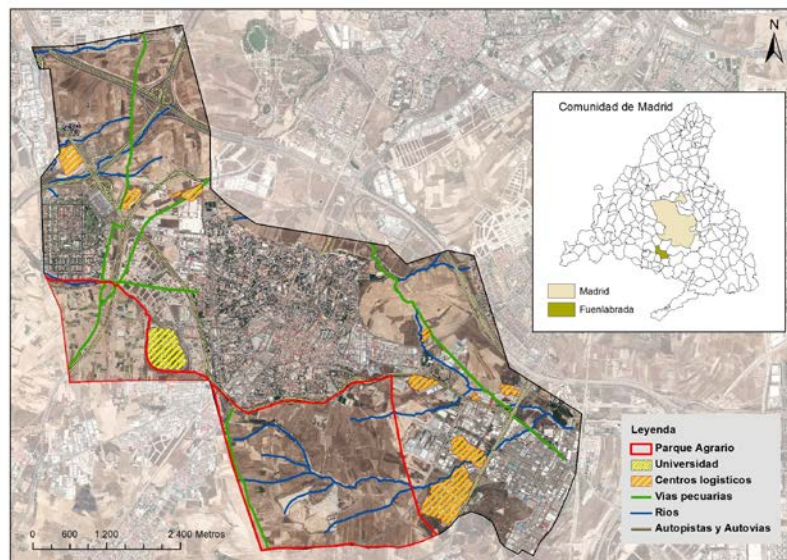 N
Comunidad de Madrid
Madrid
Fuenlabrada
Leyenda
Parque Agrario
Universidad
Centros logísticos
Vías pecuarias
Ríos
Autopistas y Autovías
0 600 1.200 2.400 Metros